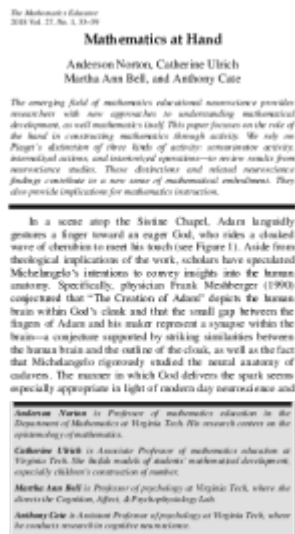 The Mathematics Educator
2018 Vol. 27, No. 1, 33–59
Mathematics at Hand
Anderson Norton, Catherine Ulrich
Martha Ann Bell, and Anthony Cate
The emerging field of mathematics educational neuroscience provides
researchers with new approaches to understanding mathematical
development, as well mathematics itself. This paper focuses on the role of
the hand in constructing mathematics through activity. We rely on
Piaget's distinction of three kinds of activity: sensorimotor activity,
internalized actions, and interiorized operations—to review results from
neuroscience studies. These distinctions and related neuroscience
findings contribute to a new sense of mathematical embodiment. They
also provide implications for mathematics instruction.
In a scene atop the Sistine Chapel, Adam languidly
gestures a finger toward an eager God, who rides a cloaked
wave of cherubim to meet his touch (see Figure 1). Aside from
theological implications of the work, scholars have speculated
Michelangelo's intentions to convey insights into the human
anatomy. Specifically, physician Frank Meshberger (1990)
conjectured that "The Creation of Adam" depicts the human
brain within God's cloak and that the small gap between the
fingers of Adam and his maker represent a synapse within the
brain—a conjecture supported by striking similarities between
the human brain and the outline of the cloak, as well as the fact
that Michelangelo rigorously studied the neural anatomy of
cadavers. The manner in which God delivers the spark seems
especially appropriate in light of modern day neuroscience and
Anderson Norton is Professor of mathematics education in the
Department of Mathematics at Virginia Tech. His research centers on the
epistemology of mathematics.
Catherine Ulrich is Associate Professor of mathematics education at
Virginia Tech. She builds models of students' mathematical development,
especially children's construction of number.
Martha Ann Bell is Professor of psychology at Virginia Tech, where she
directs the Cognition, Affect, & Psychophysiology Lab.
Anthony Cate is Assistant Professor of psychology at Virginia Tech, where
he conducts research in cognitive neuroscience.